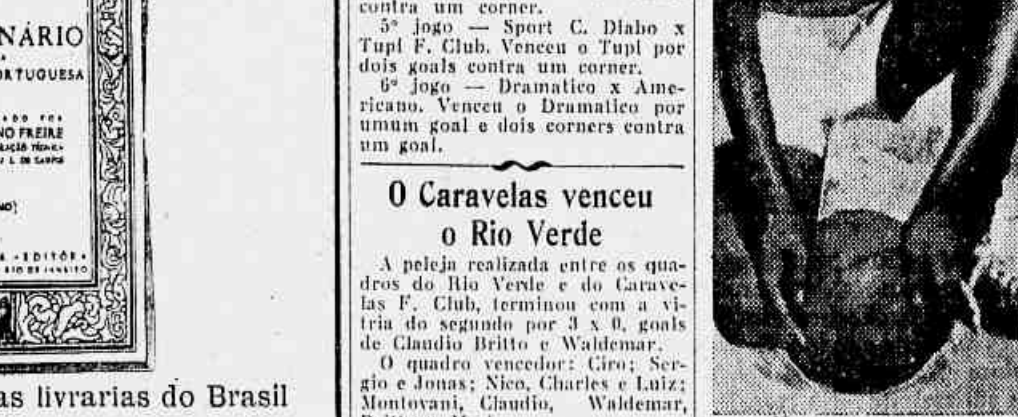 NÁRIO
PORTUGUESA
NO FREIRE
as livrarias do Brasil
contra um corner.
5º jogo — Sport C. Diabo x
Tupi F. Club. Venceu o Tupi por
dois goals contra um corner.
6º jogo — Dramatico x Ame-
ricano. Venceu o Dramatico por
umum goal e dois corners contra
um goal.
O Caravelas venceu
o Rio Verde
A peleja realizada entre os qua-
dros do Rio Verde e do Carave-
las F. Club, terminou com a vi-
tria do segundo por 3 x 0, goals
de Claudio Britto e Waldemar.
O quadro vencedor: Ciro; Ser-
gio e Jonas; Nico, Charles e Luiz;
Montovani, Claudio, Waldemar,